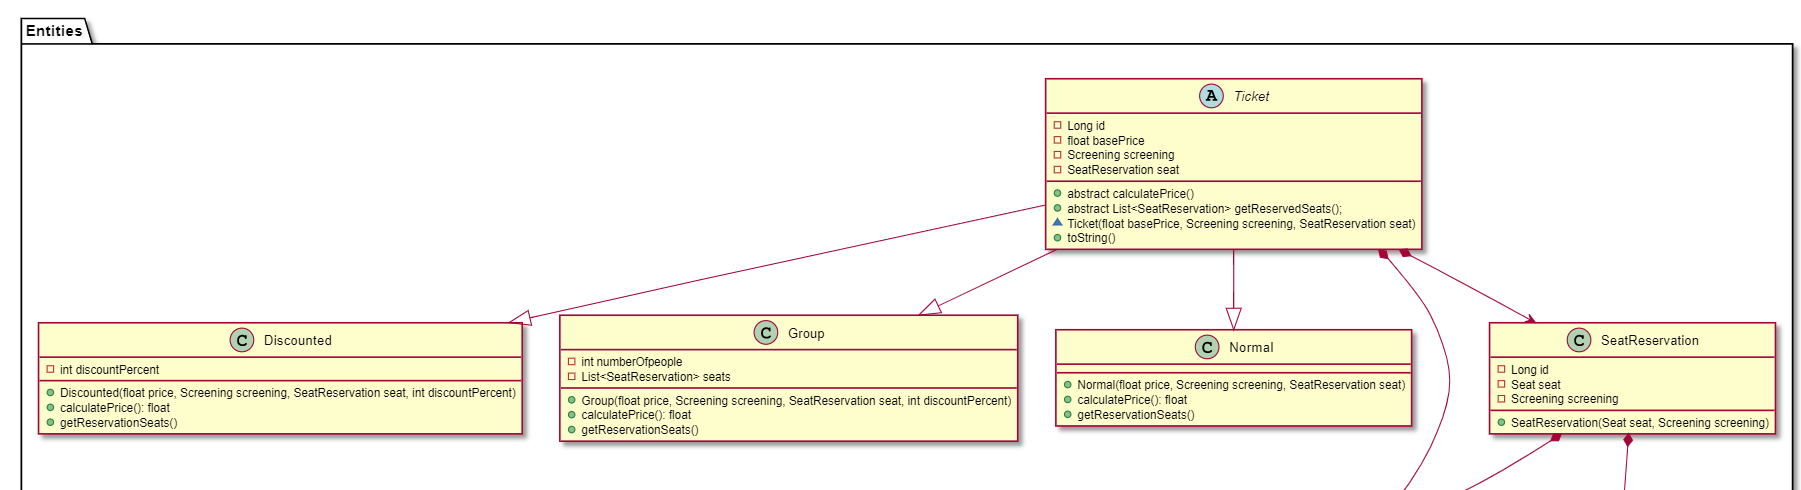 Entities
A Ticket
Long id
float basePrice
Screening screening
SeatReservation seat
abstract calculatePrice()
abstract List<SeatReservation> getReservedSeats();
Ticket(float basePrice, Screening screening, SeatReservation seat)
toString()
C Discounted
int discountPercent
Discounted(float price, Screening screening, SeatReservation seat, int discountPercent)
calculatePrice(): float
getReservationSeats()
C Group
int numberOfpeople
List<SeatReservation> seats
Group(float price, Screening screening, SeatReservation seat, int discountPercent)
calculatePrice(): float
getReservationSeats()
C Normal
Normal(float price, Screening screening, SeatReservation seat)
calculatePrice(): float
getReservationSeats()
C SeatReservation
Long id
Seat seat
Screening screening
SeatReservation(Seat seat, Screening screening)